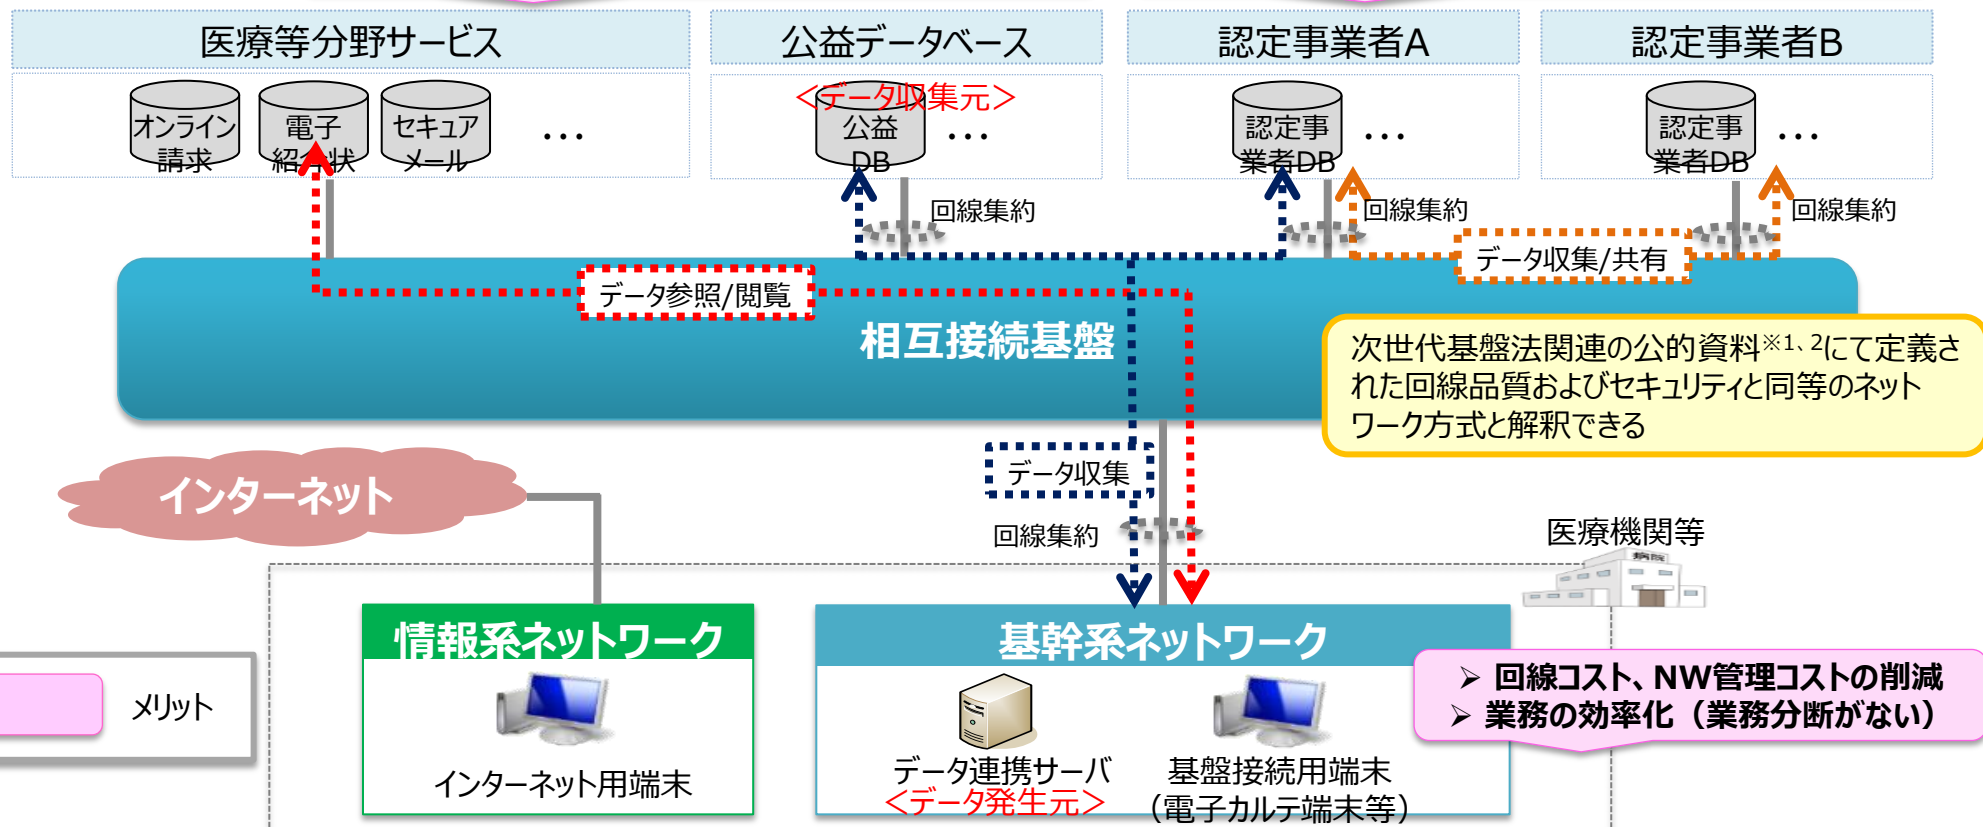 医療等分野サービス
公益データベース
認定事業者A
認定事業者B
オンライン
請求
電子
紹介状
セキュア
メール
…
<データ収集元>
公益
DB
…
認定事
業者DB
…
認定事
業者DB
…
回線集約
回線集約
回線集約
データ収集/共有
データ参照/閲覧
相互接続基盤
次世代基盤法関連の公的資料※1、2にて定義さ
れた回線品質およびセキュリティと同等のネット
ワーク方式と解釈できる
インターネット
データ収集
回線集約
医療機関等
病院
情報系ネットワーク
基幹系ネットワーク
メリット
➢ 回線コスト、NW管理コストの削減
➢ 業務の効率化（業務分断がない）
インターネット用端末
データ連携サーバ
<データ発生元>
基盤接続用端末
（電子カルテ端末等）